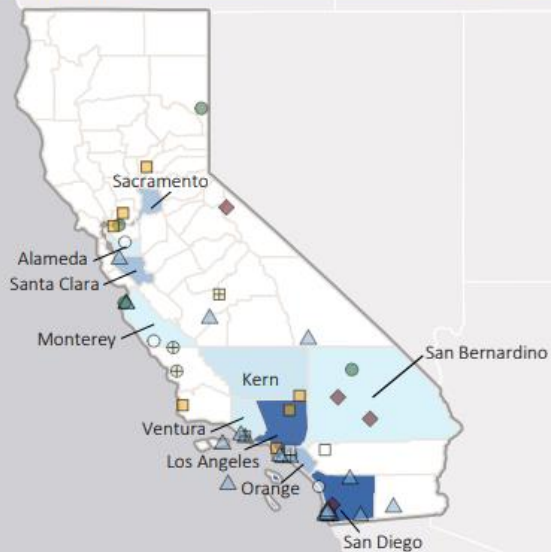 Sacramento
Alameda
Santa Clara
Monterey
San Bernardino
Kern
Ventura
Los Angeles
Orange
San Diego